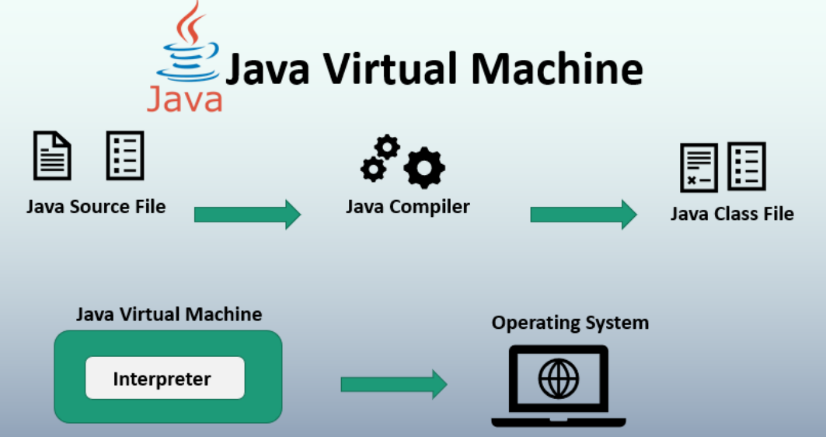 Java
Java Virtual Machine
Java Source File
Java Compiler
Java Class File
Java Virtual Machine
Interpreter
Operating System